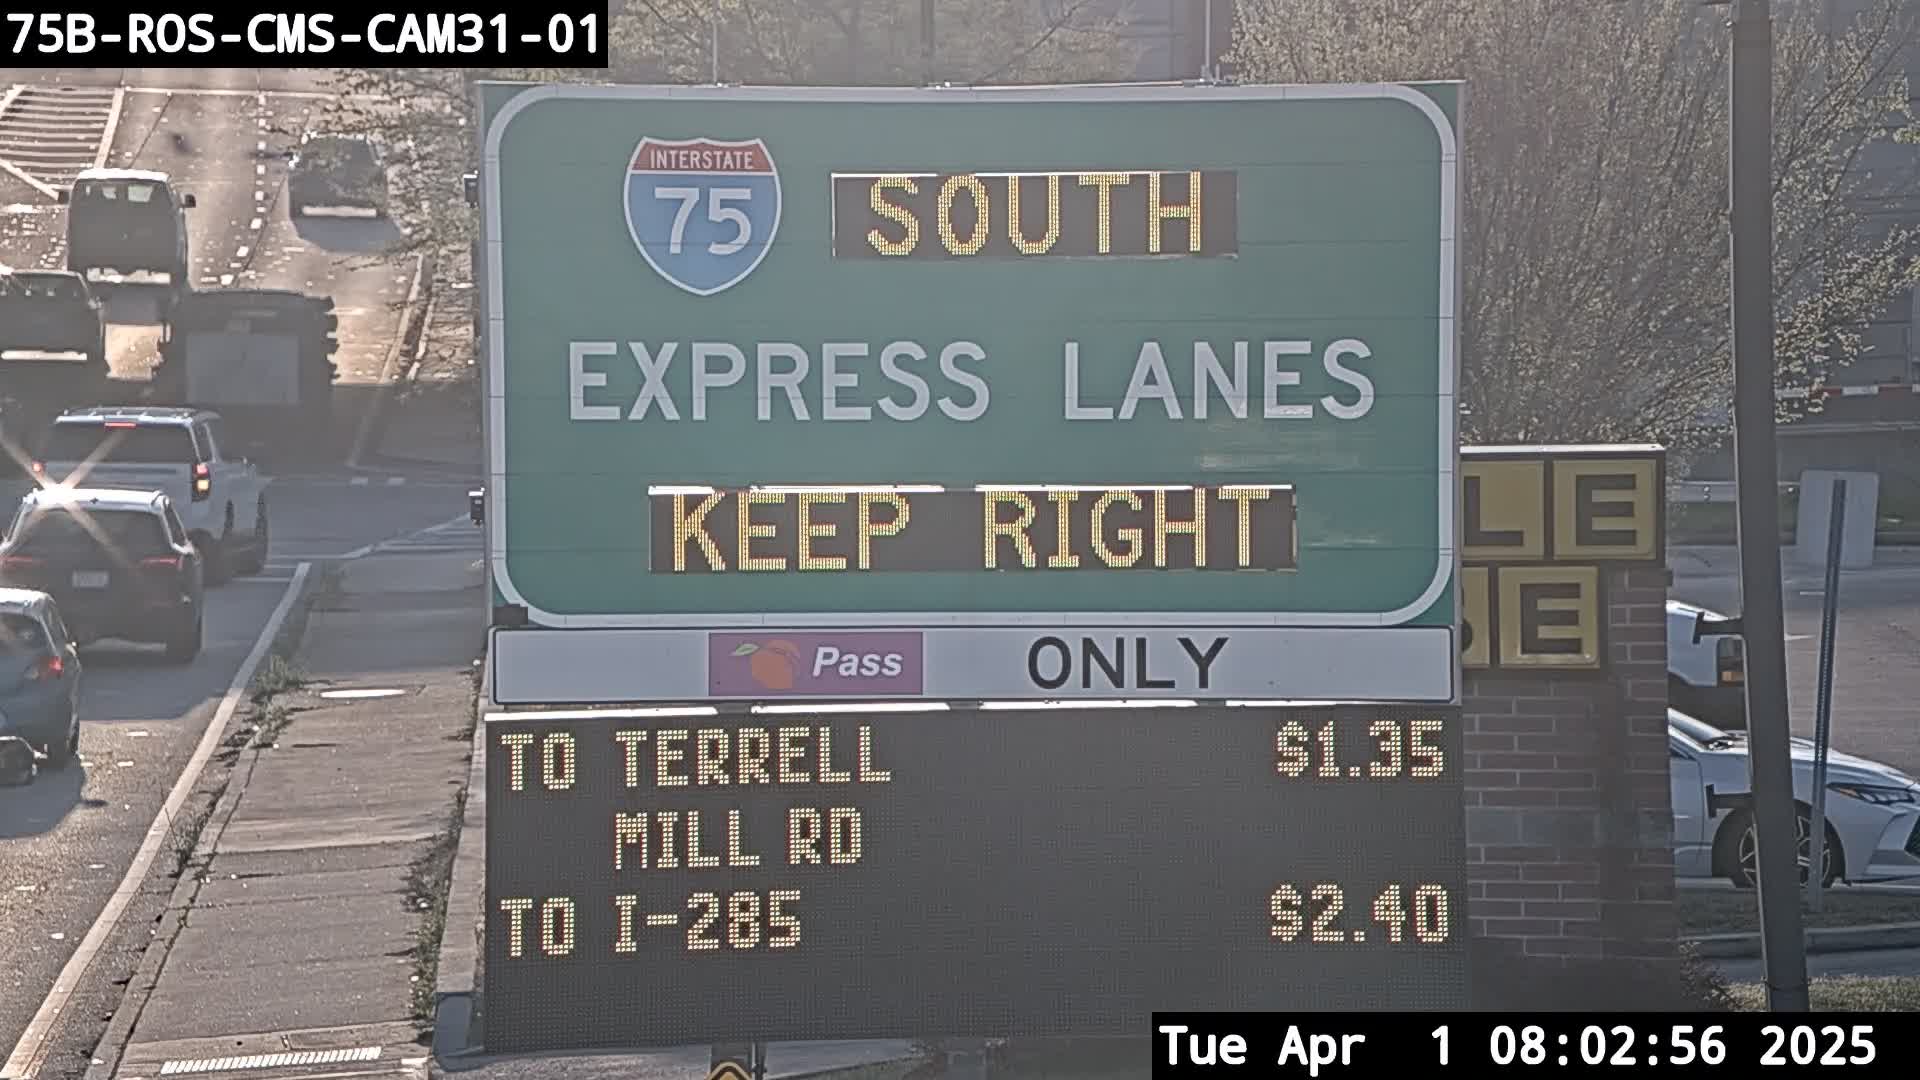 75B-ROS-CMS-CAM31-01
INTERSTATE
75
SOUTH
EXPRESS LANES
KEEP RIGHT
Pass ONLY
TO TERRELL $1.35
MILL RD
TO I-285 $2.40
LE
E
Tue Apr 1 08:02:56 2025